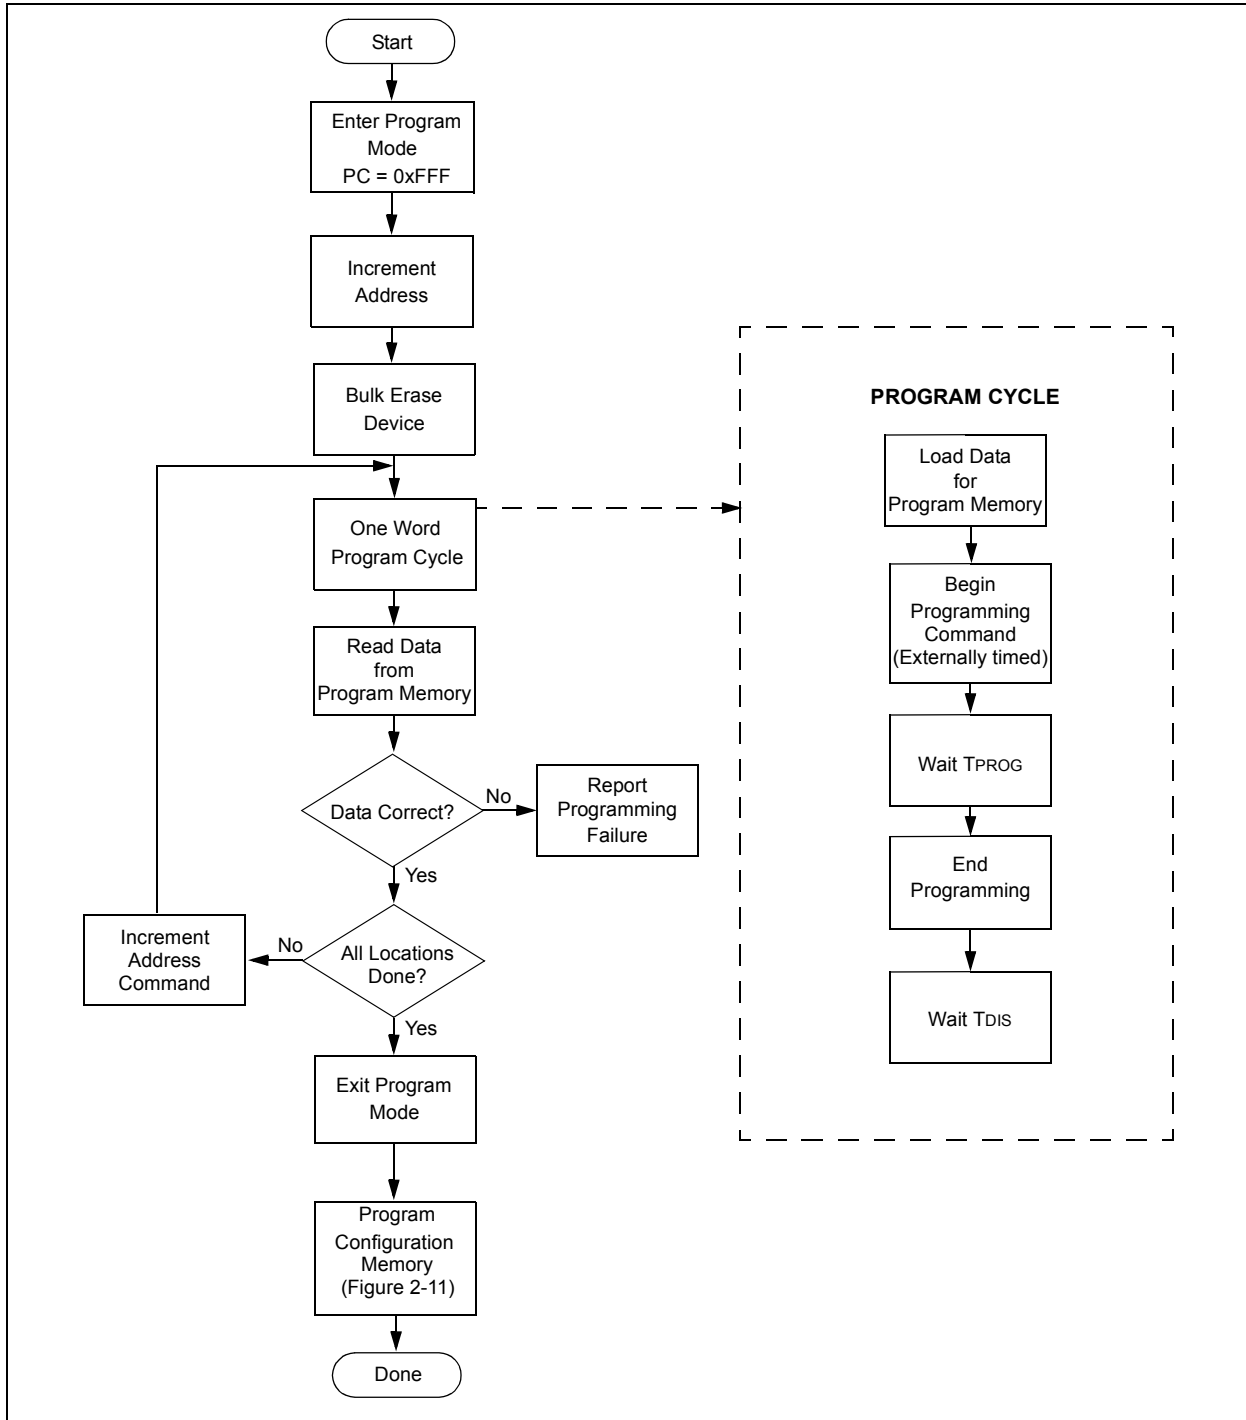 Start
Enter Program
Mode
PC = 0xFFF
Increment
Address
Bulk Erase
Device
One Word
Program Cycle
Read Data
from
Program Memory
Data Correct?
No
Report
Programming
Failure
Yes
All Locations
Done?
No
Increment
Address
Command
Yes
Exit Program
Mode
Program
Configuration
Memory
(Figure 2-11)
Done
PROGRAM CYCLE
Load Data
for
Program Memory
Begin
Programming
Command
(Externally timed)
Wait TPROG
End
Programming
Wait TDIS